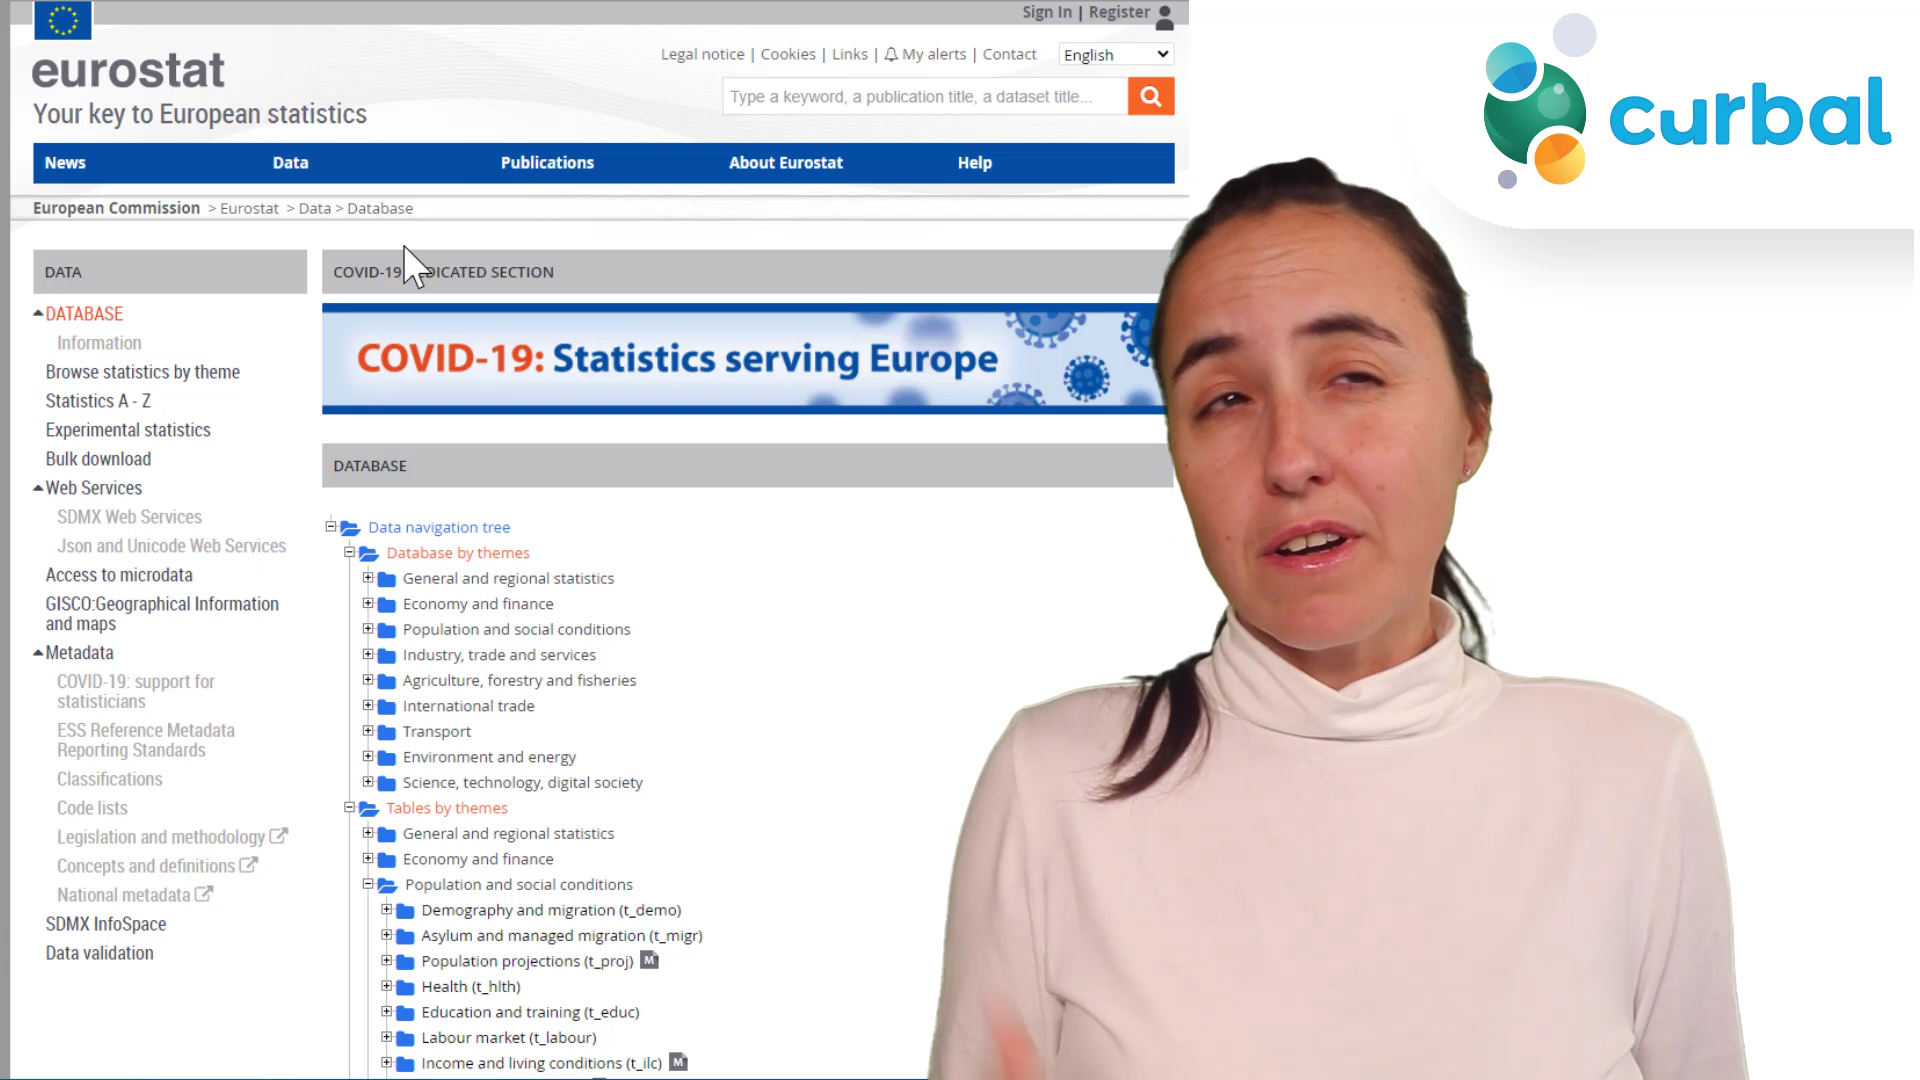 Sign In | Register
eurostat
Your key to European statistics
Legal notice | Cookies | Links | My alerts | Contact
English
Type a keyword, a publication title, a dataset title...
curbal
News Data Publications About Eurostat Help
European Commission > Eurostat > Data > Database
DATA
DATABASE
Information
Browse statistics by theme
Statistics A - Z
Experimental statistics
Bulk download
Web Services
SDMX Web Services
Json and Unicode Web Services
Access to microdata
GISCO:Geographical Information
and maps
Metadata
COVID-19: support for
statisticians
ESS Reference Metadata
Reporting Standards
Classifications
Code lists
Legislation and methodology
Concepts and definitions
National metadata
SDMX InfoSpace
Data validation
COVID-19 DICATED SECTION
COVID-19: Statistics serving Europe
DATABASE
Data navigation tree
Database by themes
General and regional statistics
Economy and finance
Population and social conditions
Industry, trade and services
Agriculture, forestry and fisheries
International trade
Transport
Environment and energy
Science, technology, digital society
Tables by themes
General and regional statistics
Economy and finance
Population and social conditions
Demography and migration (t_demo)
Asylum and managed migration (t_migr)
Population projections (t_proj) M
Health (t_hlth)
Education and training (t_educ)
Labour market (t_labour)
Income and living conditions (t_ilc) M